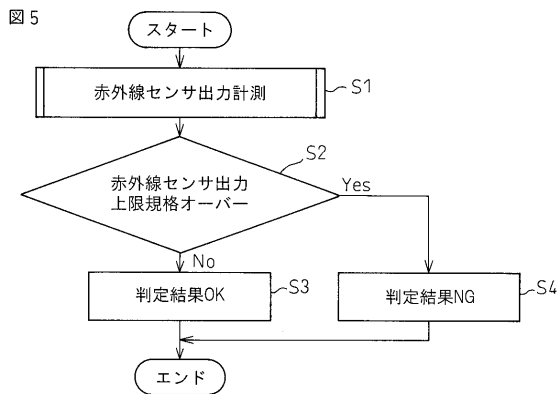 図5
スタート
赤外線センサ出力計測
S1
赤外線センサ出力
上限規格オーバー
S2
Yes
No
判定結果OK
S3
判定結果NG
S4
エンド